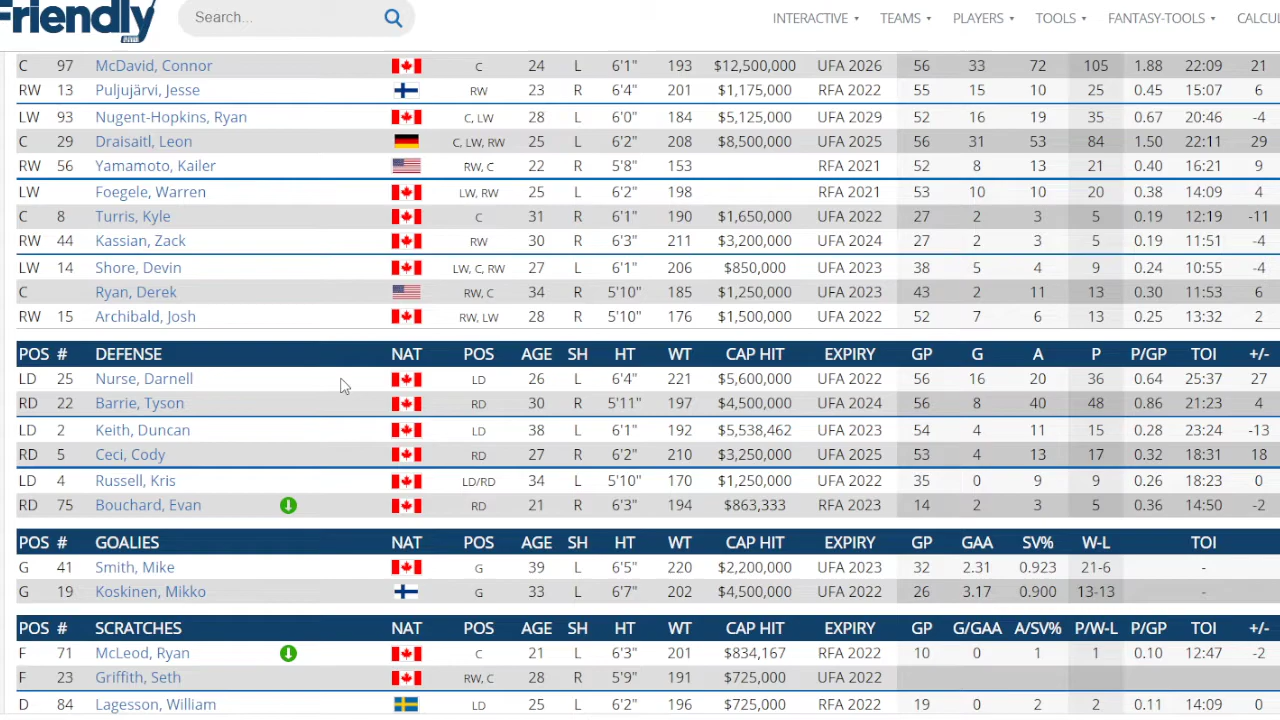 Friendly
.com
Search...
INTERACTIVE TEAMS PLAYERS TOOLS FANTASY-TOOLS CALCU
C 97 McDavid, Connor C 24 L 6'1" 193 $12,500,000 UFA 2026 56 33 72 105 1.88 22:09 21
RW 13 Puljujärvi, Jesse RW 23 R 6'4" 201 $1,175,000 RFA 2022 55 15 10 25 0.45 15:07 6
LW 93 Nugent-Hopkins, Ryan C, LW 28 L 6'0" 184 $5,125,000 UFA 2029 52 16 19 35 0.67 20:46 -4
C 29 Draisaitl, Leon C, LW, RW 25 L 6'2" 208 $8,500,000 UFA 2025 56 31 53 84 1.50 22:11 29
RW 56 Yamamoto, Kailer RW, C 22 R 5'8" 153 RFA 2021 52 8 13 21 0.40 16:21 9
LW Foegele, Warren LW, RW 25 L 6'2" 198 RFA 2021 53 10 10 20 0.38 14:09 4
C 8 Turris, Kyle C 31 R 6'1" 190 $1,650,000 UFA 2022 27 2 3 5 0.19 12:19 -11
RW 44 Kassian, Zack RW 30 R 6'3" 211 $3,200,000 UFA 2024 27 2 3 5 0.19 11:51 -4
LW 14 Shore, Devin LW, C, RW 27 L 6'1" 206 $850,000 UFA 2023 38 5 4 9 0.24 10:55 -4
C Ryan, Derek RW, C 34 R 5'10" 185 $1,250,000 UFA 2023 43 2 11 13 0.30 11:53 6
RW 15 Archibald, Josh RW, LW 28 R 5'10" 176 $1,500,000 UFA 2022 52 7 6 13 0.25 13:32 2
POS # DEFENSE NAT POS AGE SH HT WT CAP HIT EXPIRY GP G A P P/GP TOI +/-
LD 25 Nurse, Darnell LD 26 L 6'4" 221 $5,600,000 UFA 2022 56 16 20 36 0.64 25:37 27
RD 22 Barrie, Tyson RD 30 R 5'11" 197 $4,500,000 UFA 2024 56 8 40 48 0.86 21:23 4
LD 2 Keith, Duncan LD 38 L 6'1" 192 $5,538,462 UFA 2023 54 4 11 15 0.28 23:24 -13
RD 5 Ceci, Cody RD 27 R 6'2" 210 $3,250,000 UFA 2025 53 4 13 17 0.32 18:31 18
LD 4 Russell, Kris LD/RD 34 L 5'10" 170 $1,250,000 UFA 2022 35 0 9 9 0.26 18:23 0
RD 75 Bouchard, Evan RD 21 R 6'3" 194 $863,333 RFA 2023 14 2 3 5 0.36 14:50 -2
POS # GOALIES NAT POS AGE SH HT WT CAP HIT EXPIRY GP GAA SV% W-L TOI
G 41 Smith, Mike G 39 L 6'5" 220 $2,200,000 UFA 2023 32 2.31 0.923 21-6 -
G 19 Koskinen, Mikko G 33 L 6'7" 202 $4,500,000 UFA 2022 26 3.17 0.900 13-13 -
POS # SCRATCHES NAT POS AGE SH HT WT CAP HIT EXPIRY GP G/GAA A/SV% P/W-L P/GP TOI +/-
F 71 McLeod, Ryan C 21 L 6'3" 201 $834,167 RFA 2022 10 0 1 1 0.10 12:47 -2
F 23 Griffith, Seth RW, C 28 R 5'9" 191 $725,000 UFA 2022
D 84 Lagesson, William LD 25 L 6'2" 196 $725,000 RFA 2022 19 0 2 2 0.11 14:09 0